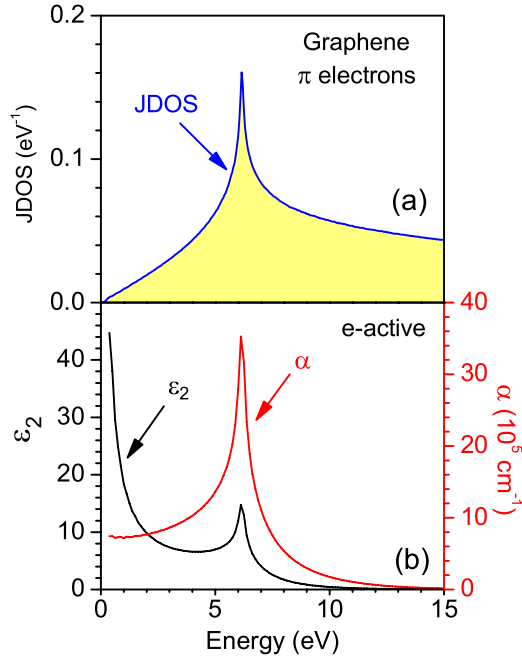 0.2
Graphene
π electrons
JDOS
JDOS (eV⁻¹)
0.1
(a)
0.0
40
e-active
40
α
30
ε₂
30
ε₂
α (10⁵ cm⁻¹)
20
20
10
10
(b)
0
0
0 5 10 15
Energy (eV)